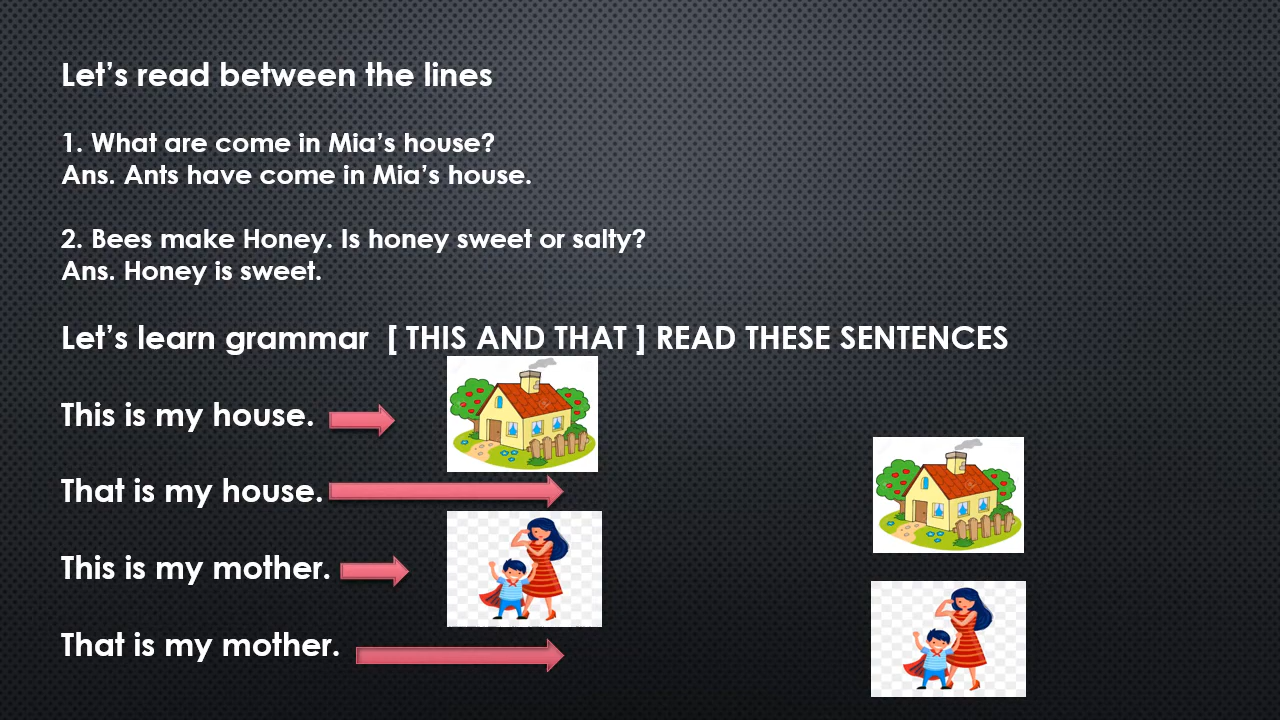 Let’s read between the lines
1. What are come in Mia’s house?
Ans. Ants have come in Mia’s house.
2. Bees make Honey. Is honey sweet or salty?
Ans. Honey is sweet.
Let’s learn grammar [ THIS AND THAT ] READ THESE SENTENCES
This is my house.
That is my house.
This is my mother.
That is my mother.